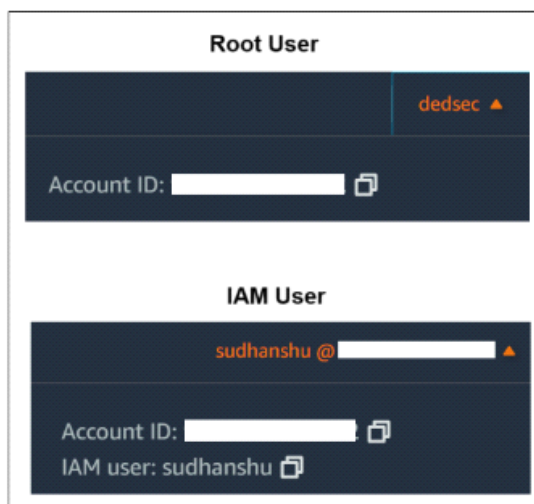 Root User
dedsec
Account ID:
IAM User
sudhanshu @
Account ID:
IAM user: sudhanshu